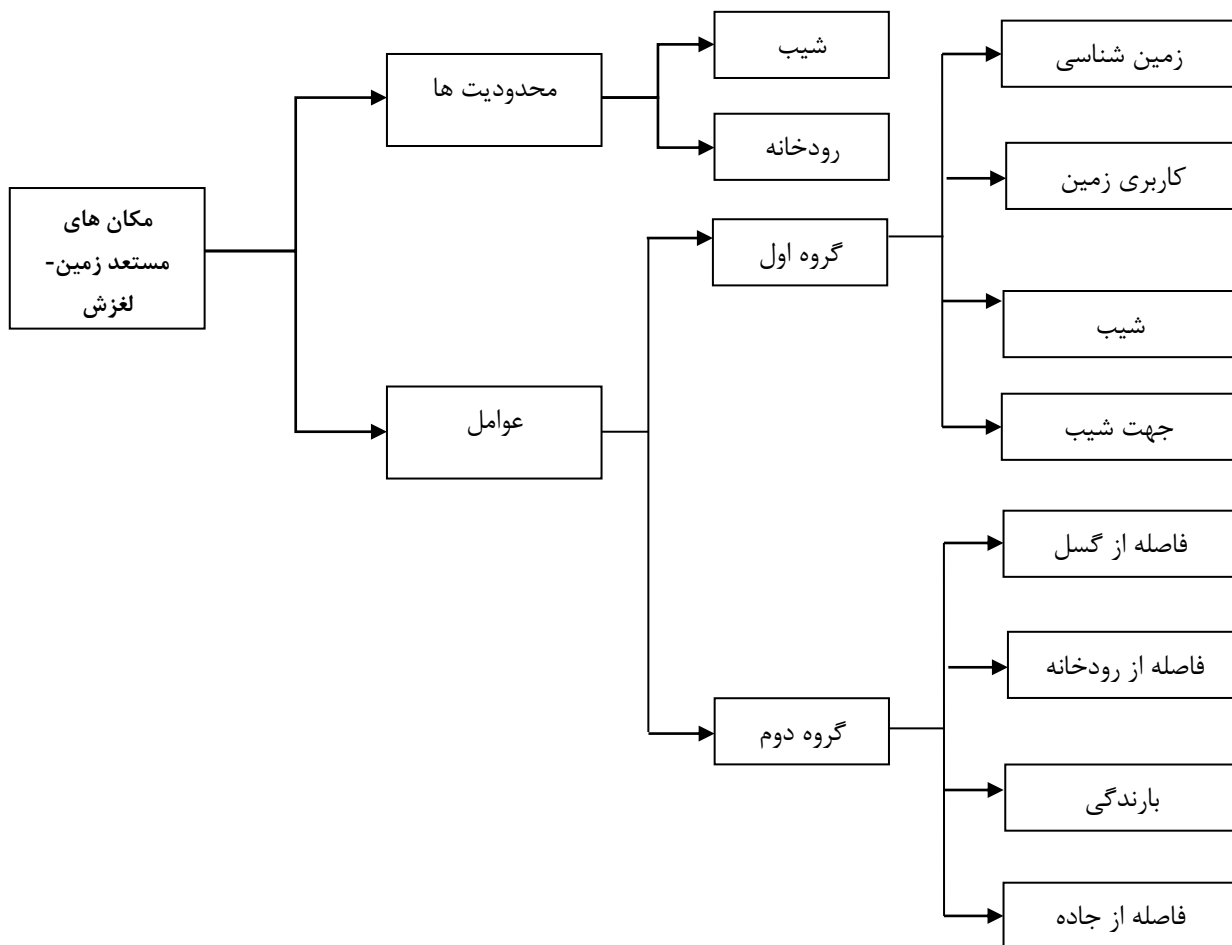 مکان های
مستعد زمین-
لغزش
محدودیت ها
عوامل
شیب
رودخانه
گروه اول
گروه دوم
زمین شناسی
کاربری زمین
شیب
جهت شیب
فاصله از گسل
فاصله از رودخانه
بارندگی
فاصله از جاده